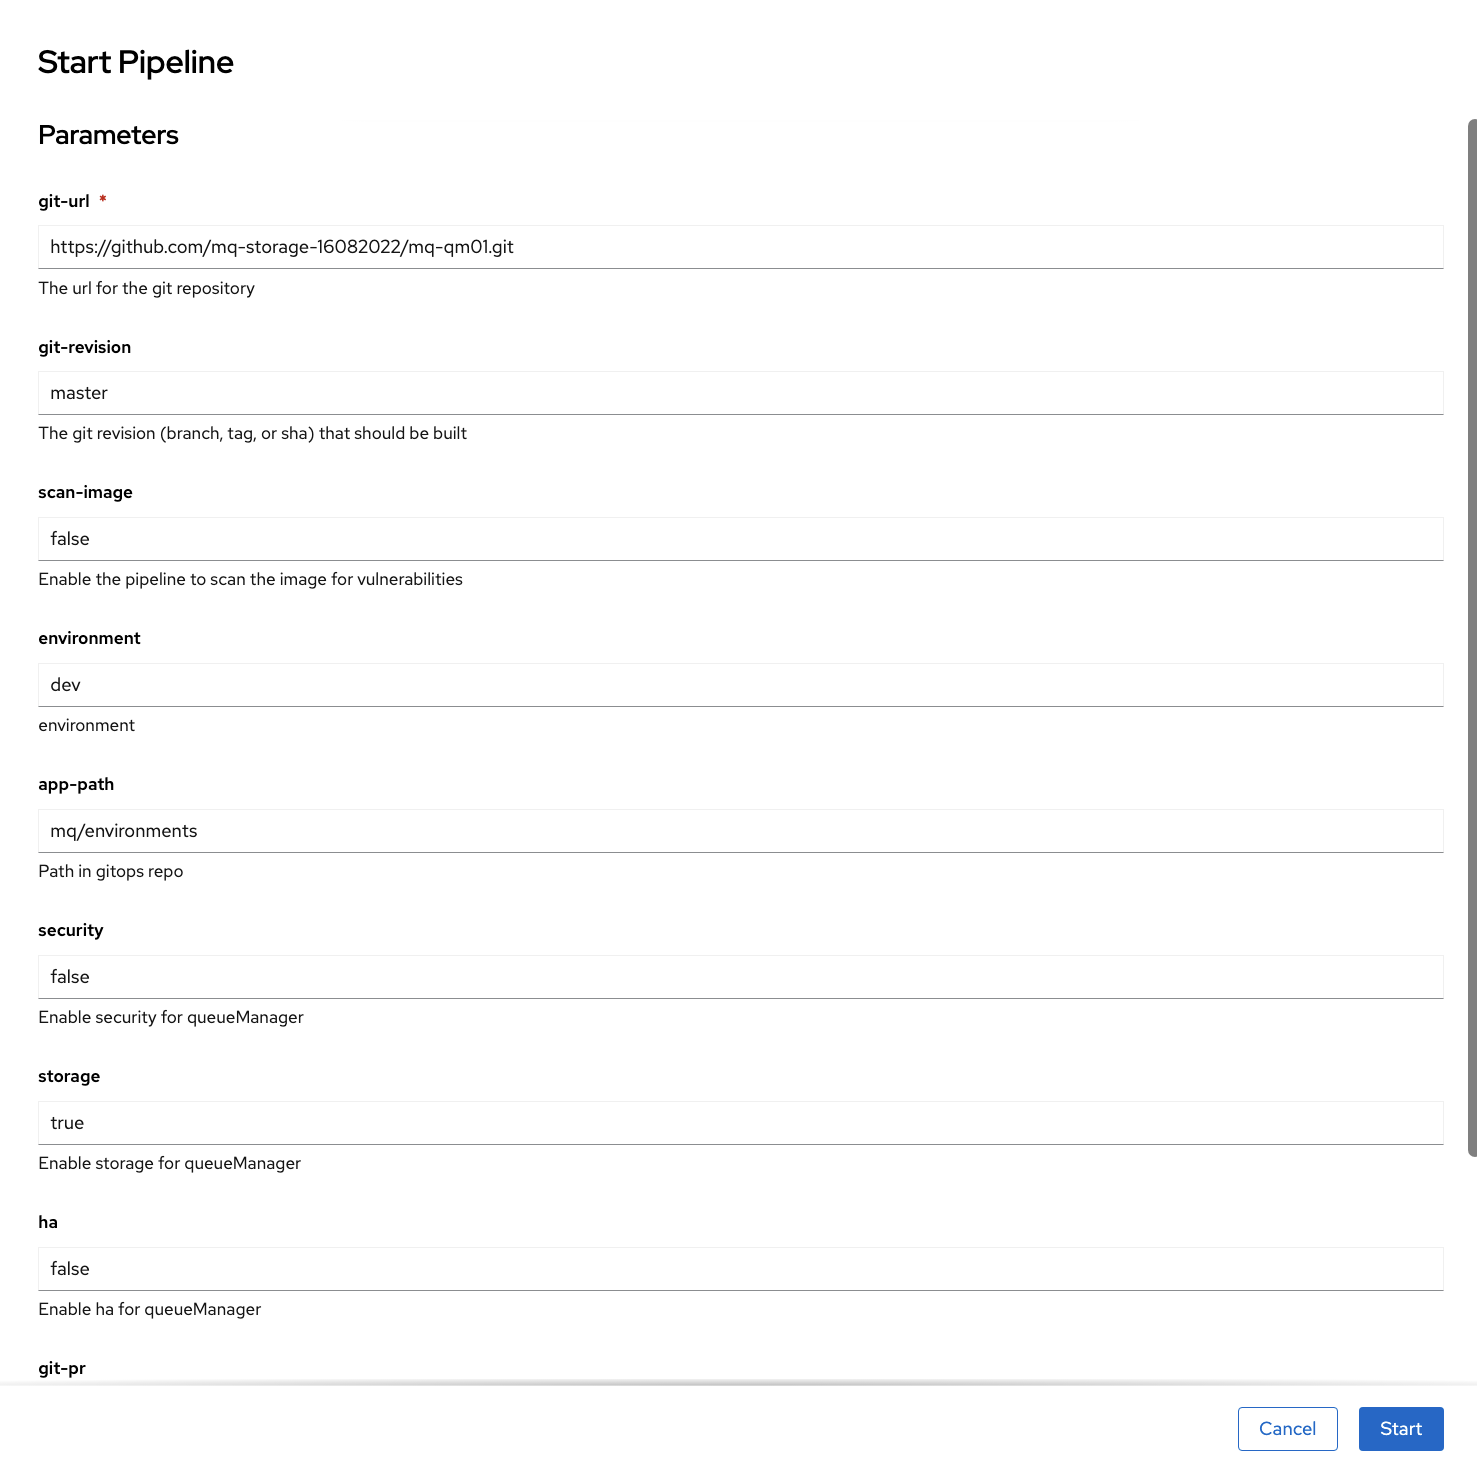 Start Pipeline
Parameters
git-url *
https://github.com/mq-storage-16082022/mq-qm01.git
The url for the git repository
git-revision
master
The git revision (branch, tag, or sha) that should be built
scan-image
false
Enable the pipeline to scan the image for vulnerabilities
environment
dev
environment
app-path
mq/environments
Path in gitops repo
security
false
Enable security for queueManager
storage
true
Enable storage for queueManager
ha
false
Enable ha for queueManager
git-pr
Cancel Start